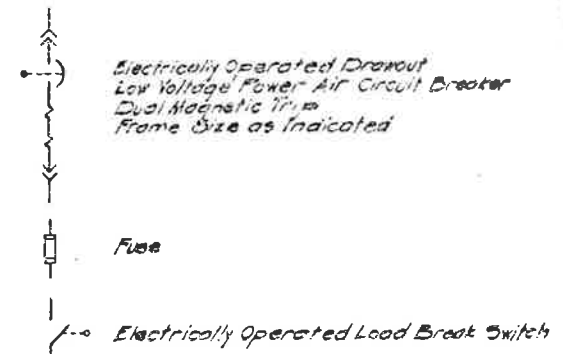 Electrically Operated Drawout
Low Voltage Power Air Circuit Breaker
Dual Magnetic Trip
Frame Size as Indicated
Fuse
Electrically Operated Load Break Switch